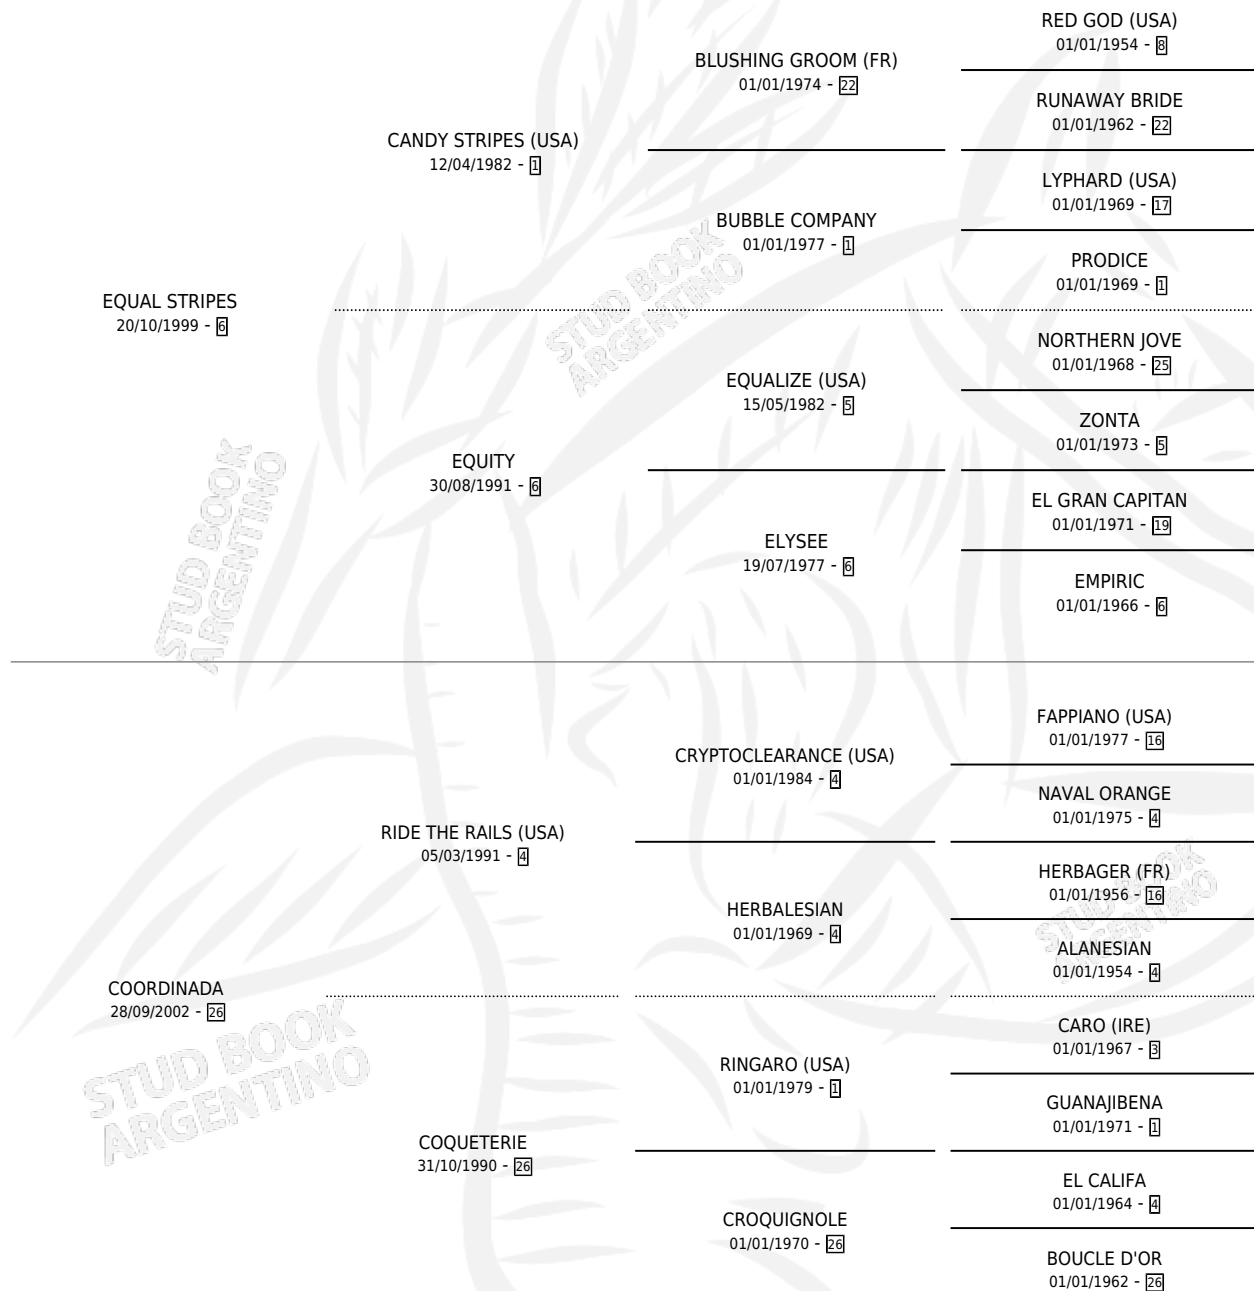 RED GOD (USA)
01/01/1954 - 8
BLUSHING GROOM (FR)
01/01/1974 - 22
RUNAWAY BRIDE
01/01/1962 - 22
CANDY STRIPES (USA)
12/04/1982 - 1
LYPHARD (USA)
01/01/1969 - 17
BUBBLE COMPANY
01/01/1977 - 1
PRODICE
01/01/1969 - 1
EQUAL STRIPES
20/10/1999 - 6
STUD BOOK
ARGENTINO
NORTHERN JOVE
01/01/1968 - 25
EQUALIZE (USA)
15/05/1982 - 5
ZONTA
01/01/1973 - 5
EQUITY
30/08/1991 - 6
EL GRAN CAPITAN
01/01/1971 - 19
ELYSEE
19/07/1977 - 6
EMPIRIC
01/01/1966 - 6
STUD BOOK
ARGENTINO
FAPPIANO (USA)
01/01/1977 - 16
CRYPTOCLEARANCE (USA)
01/01/1984 - 4
NAVAL ORANGE
01/01/1975 - 4
RIDE THE RAILS (USA)
05/03/1991 - 4
HERBAGER (FR)
01/01/1956 - 16
HERBALESIAN
01/01/1969 - 4
ALANESIAN
01/01/1954 - 4
STUD BOOK
ARGENTINO
COORDINADA
28/09/2002 - 26
CARO (IRE)
01/01/1967 - 3
RINGARO (USA)
01/01/1979 - 1
GUANAJIBENA
01/01/1971 - 1
STUD BOOK
ARGENTINO
COQUETERIE
31/10/1990 - 26
EL CALIFA
01/01/1964 - 4
CROQUIGNOLE
01/01/1970 - 26
BOUCLE D'OR
01/01/1962 - 26